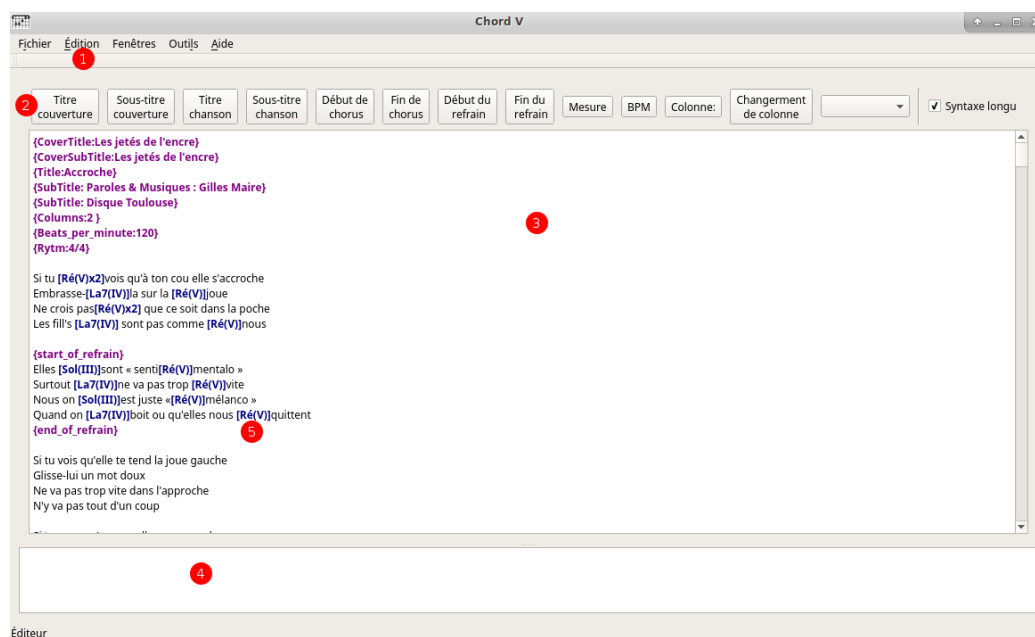 Chord V
Fichier Édition Fenêtres Outils Aide
1
2
Titre couverture
Sous-titre couverture
Titre chanson
Sous-titre chanson
Début de chorus
Fin de chorus
Début du refrain
Fin du refrain
Mesure
BPM
Colonne:
Changerment de colonne
Syntaxe longu
{CoverTitle:Les jetés de l'encre}
{CoverSubTitle:Les jetés de l'encre}
{Title:Accroche}
{SubTitle: Paroles & Musiques : Gilles Maire}
{SubTitle: Disque Toulouse}
{Columns:2 }
3
{Beats_per_minute:120}
{Rytm:4/4}
Si tu [Ré(V)x2]vois qu'à ton cou elle s'accroche
Embrasse-[La7(IV)]la sur la [Ré(V)]joue
Ne crois pas[Ré(V)x2] que ce soit dans la poche
Les fill's [La7(IV)] sont pas comme [Ré(V)]nous
{start_of_refrain}
Elles [Sol(III)]sont « senti[Ré(V)]mentalo »
Surtout [La7(IV)]ne va pas trop [Ré(V)]vite
Nous on [Sol(III)]est juste «[Ré(V)]mélanco »
Quand on [La7(IV)]boit ou qu'elles nous [Ré(V)]quittent
{end_of_refrain}
5
Si tu vois qu'elle te tend la joue gauche
Glisse-lui un mot doux
Ne va pas trop vite dans l'approche
N'y va pas tout d'un coup
4
Éditeur